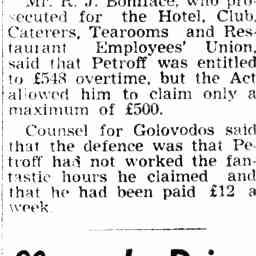 Mr. R. J. Boniface, who pro-
secuted for the Hotel, Club,
Caterers, Tearooms and Res-
taurant Employees' Union,
said that Petroff was entitled
to £548 overtime, but the Act
allowed him to claim only a
maximum of £500.
Counsel for Golovodos said
that the defence was that Pe-
troff had not worked the fan-
tastic hours he claimed and
that he had been paid £12 a
week.